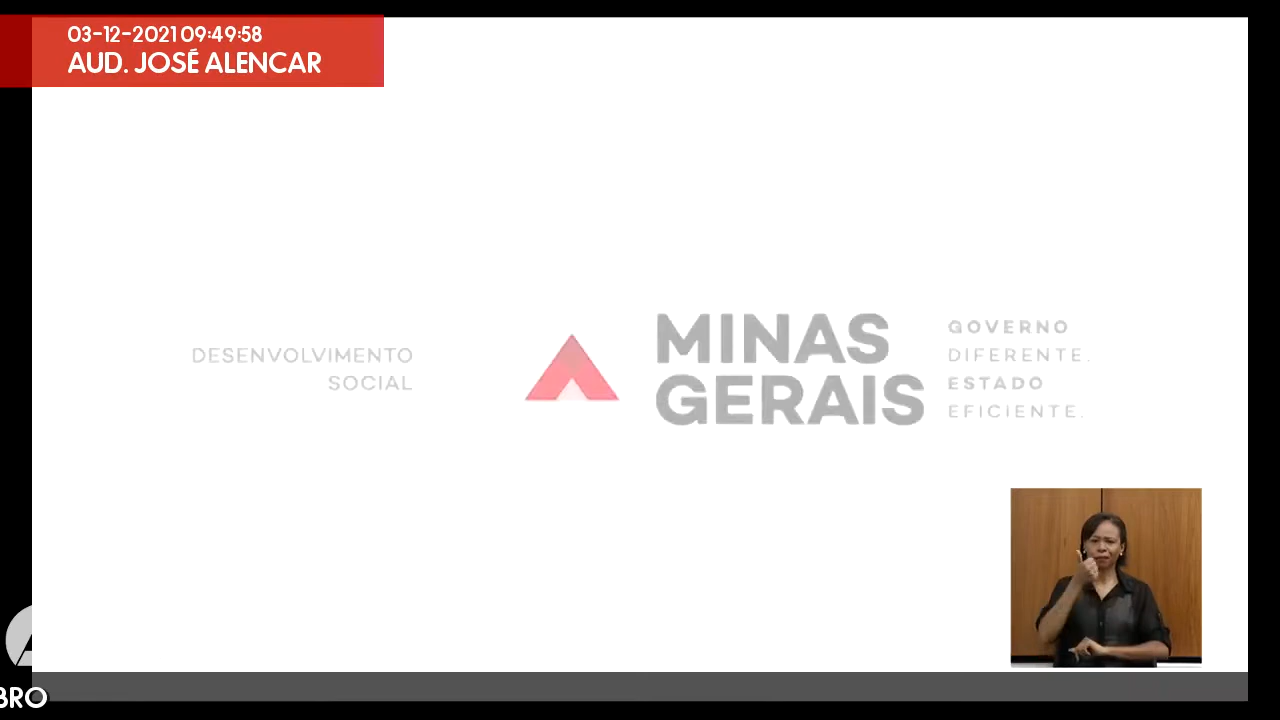 03-12-2021 09:49:58
AUD. JOSÉ ALENCAR
DESENVOLVIMENTO
SOCIAL
MINAS
GERAIS
GOVERNO
DIFERENTE.
ESTADO
EFICIENTE.
BRO